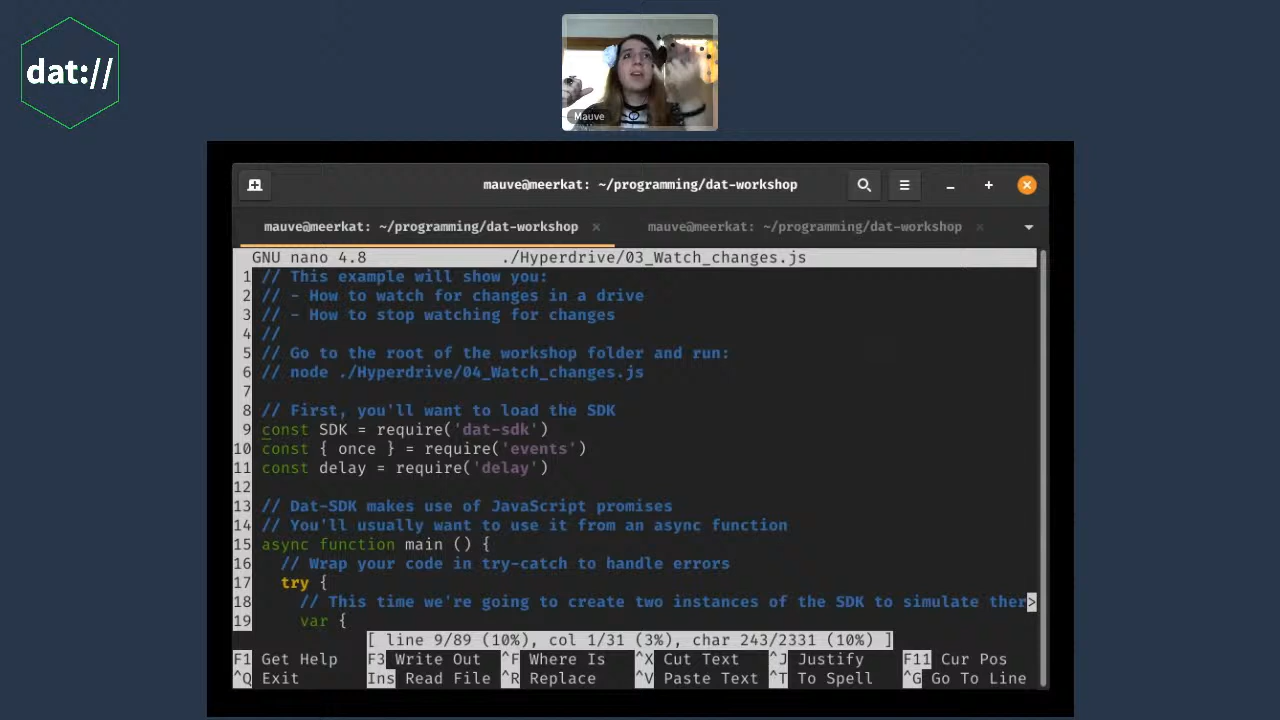 dat://
Mauve
mauve@meerkat: ~/programming/dat-workshop
mauve@meerkat: ~/programming/dat-workshop × mauve@meerkat: ~/programming/dat-workshop ×
GNU nano 4.8 ./Hyperdrive/03_Watch_changes.js
1 // This example will show you:
2 // - How to watch for changes in a drive
3 // - How to stop watching for changes
4 //
5 // Go to the root of the workshop folder and run:
6 // node ./Hyperdrive/04_Watch_changes.js
7
8 // First, you'll want to load the SDK
9 const SDK = require('dat-sdk')
10 const { once } = require('events')
11 const delay = require('delay')
12
13 // Dat-SDK makes use of JavaScript promises
14 // You'll usually want to use it from an async function
15 async function main () {
16   // Wrap your code in try-catch to handle errors
17   try {
18     // This time we're going to create two instances of the SDK to simulate ther>
19     var {
[ line 9/89 (10%), col 1/31 (3%), char 243/2331 (10%) ]
F1 Get Help F3 Write Out ^F Where Is ^X Cut Text ^J Justify F11 Cur Pos
^Q Exit Ins Read File ^R Replace ^V Paste Text ^T To Spell ^G Go To Line